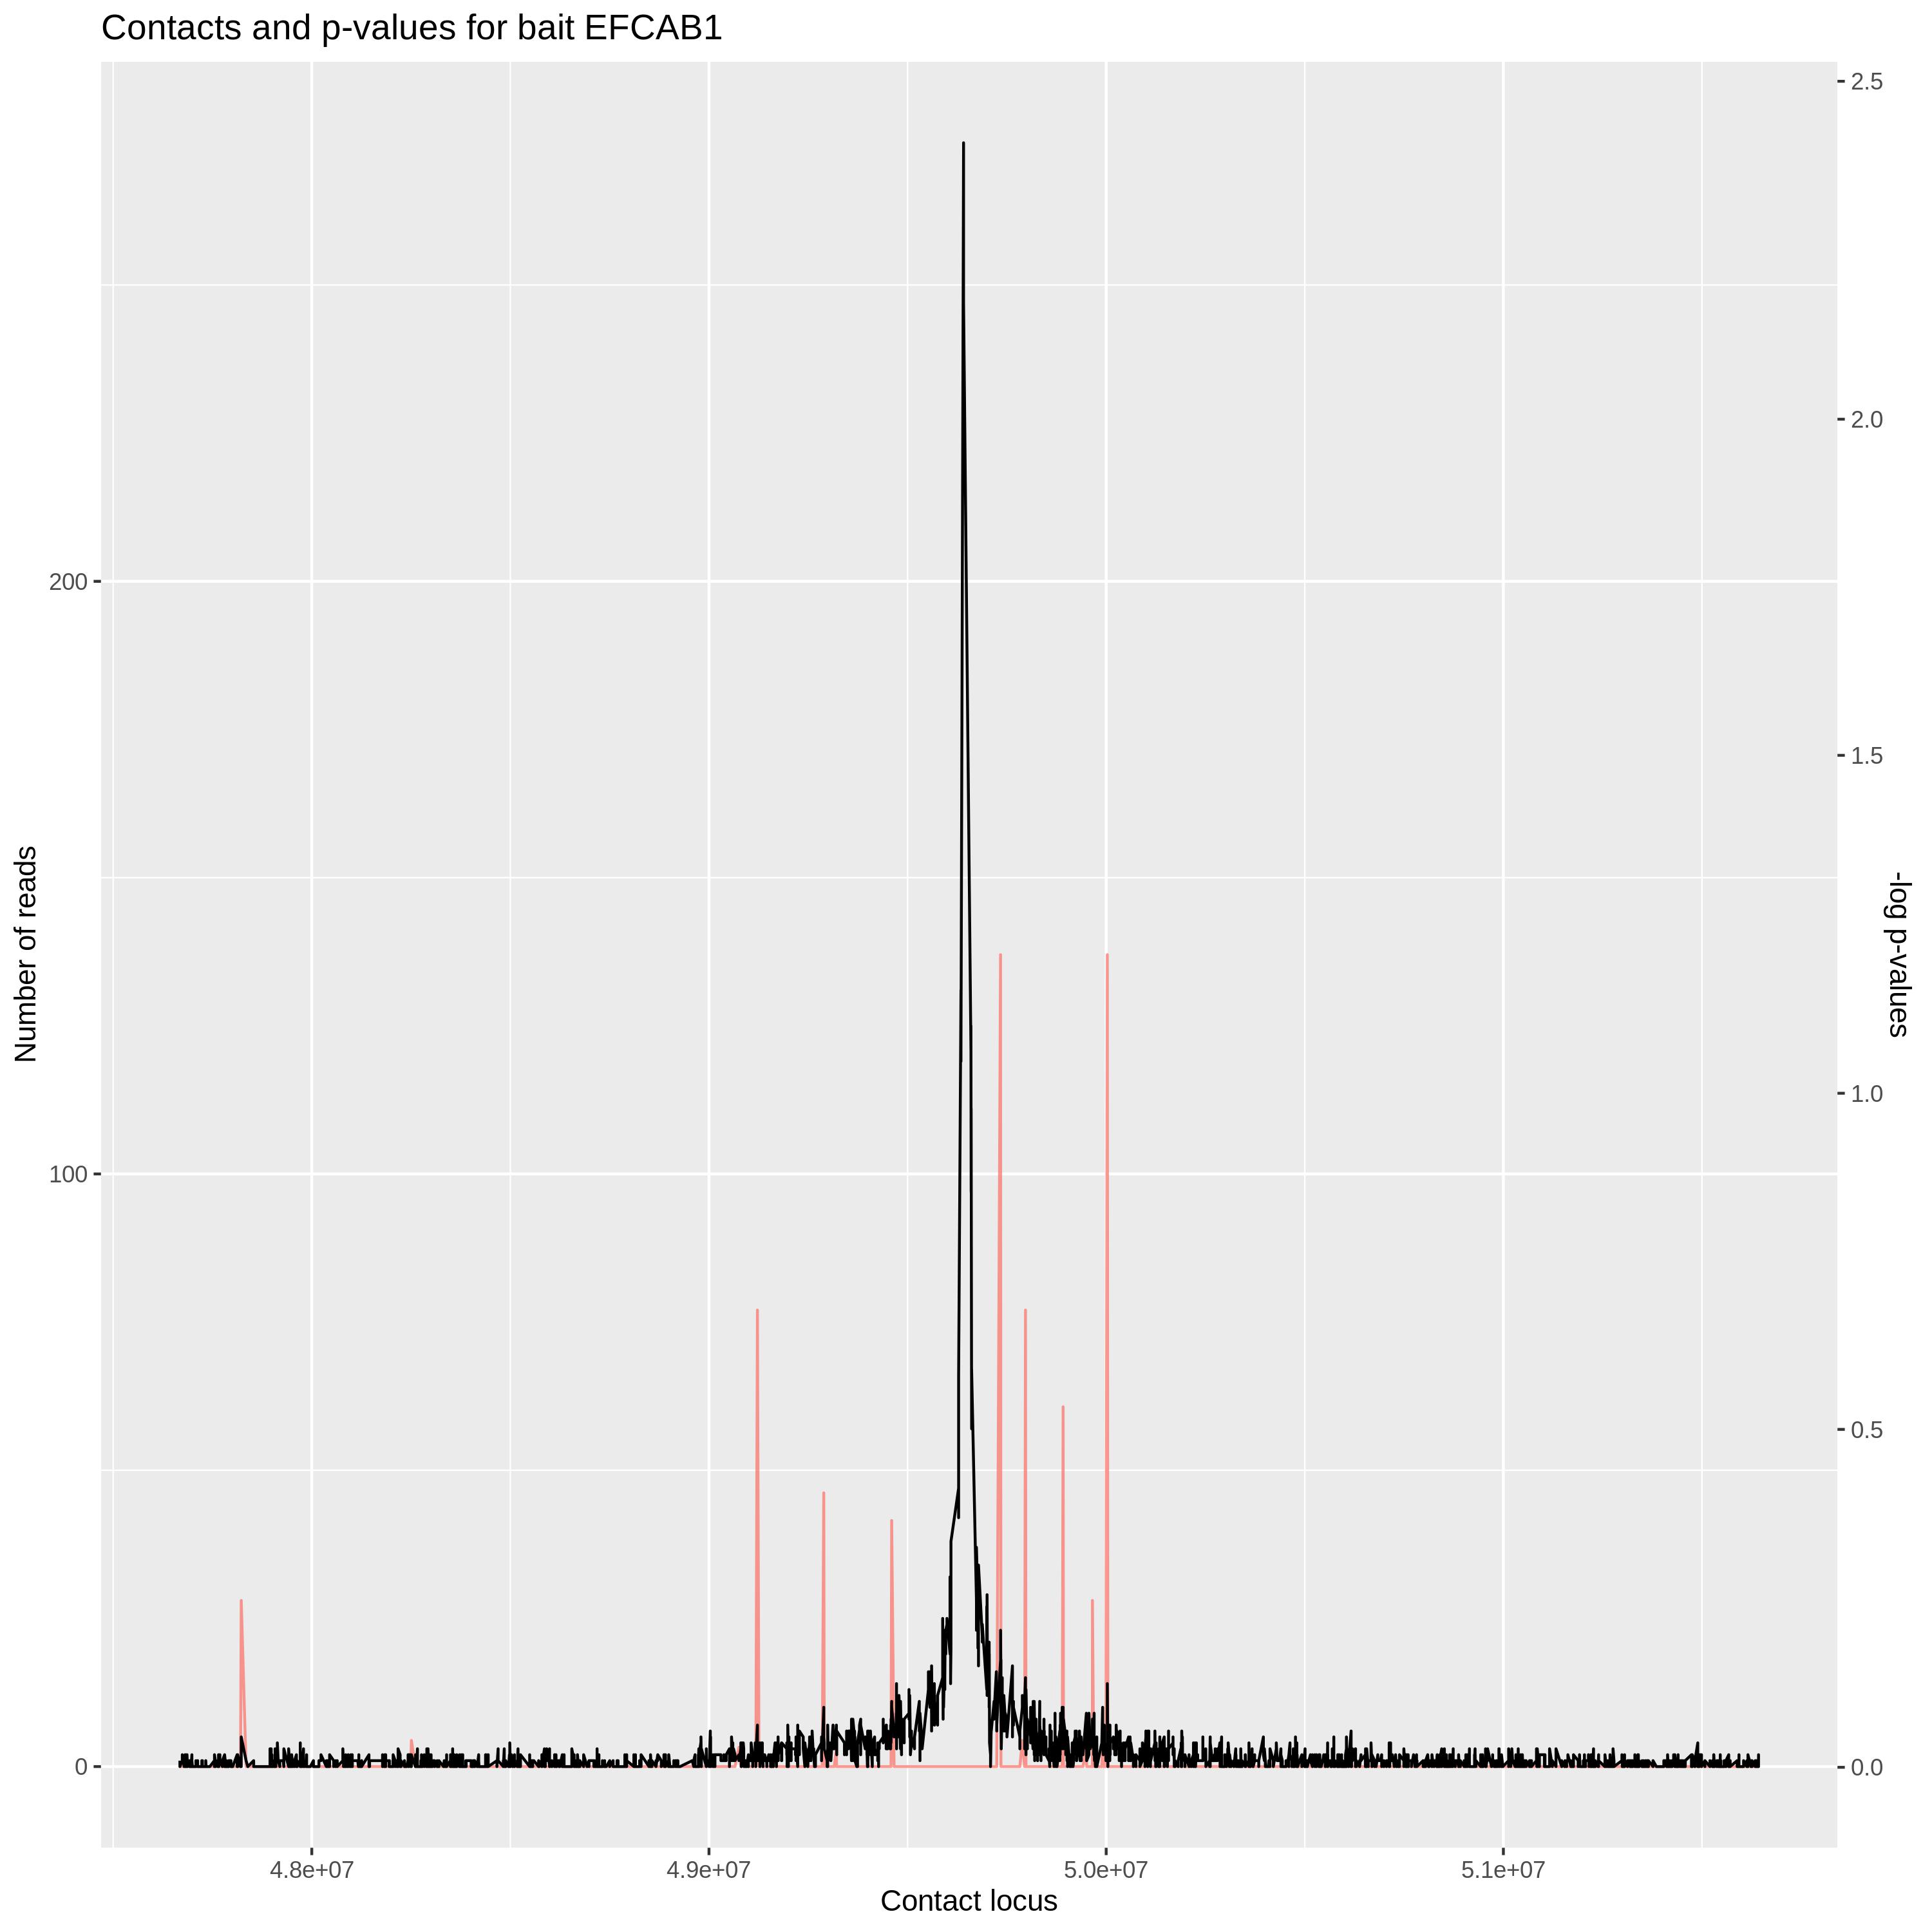 Contacts and p-values for bait EFCAB1
2.5
2.0
200
1.5
Number of reads
-log p-values
1.0
100
0.5
0
0.0
4.8e+07
4.9e+07
5.0e+07
5.1e+07
Contact locus